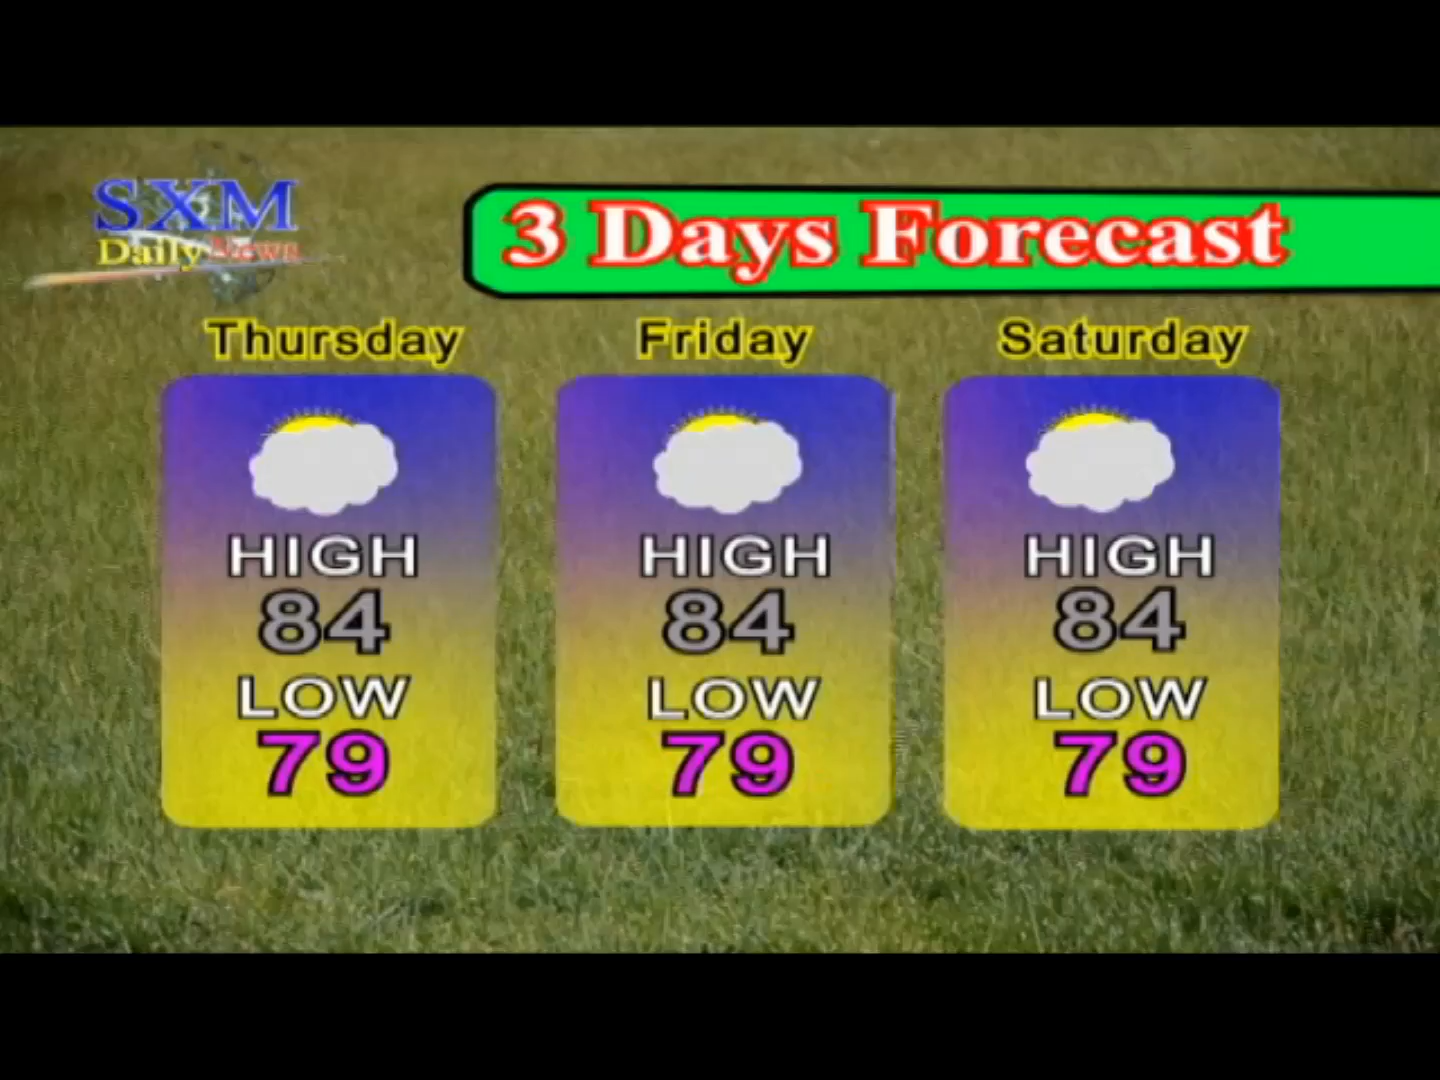 SXM
Daily News
3 Days Forecast
Thursday
HIGH
84
LOW
79
Friday
HIGH
84
LOW
79
Saturday
HIGH
84
LOW
79